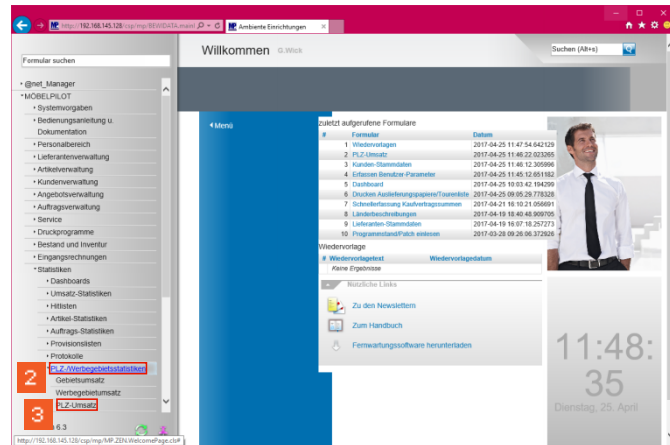 http://192.168.145.128/csp/mp/BEWIDATA.main/
Ambiente Einrichtungen
Willkommen G.Wick
Suchen (Alt+s)
Formular suchen
@net_Manager
MÖBELPILOT
Systemvorgaben
Bedienungsanleitung u. Dokumentation
Personalbereich
Lieferantenverwaltung
Artikelverwaltung
Kundenverwaltung
Angebotsverwaltung
Auftragsverwaltung
Service
Druckprogramme
Bestand und Inventur
Eingangsrechnungen
Statistiken
Dashboards
Umsatz-Statistiken
Hitlisten
Artikel-Statistiken
Auftrags-Statistiken
Provisionslisten
Protokolle
2 PLZ-/Werbegebietsstatistiken
Gebietsumsatz
Werbegebietumsatz
3 PLZ-Umsatz
6.3
http://192.168.145.128/csp/mp/MP.ZEN.WelcomePage.cls#
Menü
zuletzt aufgerufene Formulare
# Formular Datum
1 Wiedervorlagen 2017-04-25 11:47:54.642129
2 PLZ-Umsatz 2017-04-25 11:46:22.023265
3 Kunden-Stammdaten 2017-04-25 11:46:12.305996
4 Erfassen Benutzer-Parameter 2017-04-25 11:45:12.651182
5 Dashboard 2017-04-25 10:03:42.194299
6 Drucken Auslieferungspapiere/Tourenliste 2017-04-25 09:05:29.778328
7 Schnellerfassung Kaufvertragssummen 2017-04-21 16:10:21.056691
8 Länderbeschreibungen 2017-04-19 18:40:48.909705
9 Lieferanten-Stammdaten 2017-04-19 16:07:18.257273
10 Programmstand/Patch einlesen 2017-03-28 09:26:06.372826
Wiedervorlage
# Wiedervorlagetext Wiedervorlagedatum
Keine Ergebnisse
Nützliche Links
Zu den Newslettern
Zum Handbuch
Fernwartungssoftware herunterladen
11:48:
35
Dienstag, 25. April